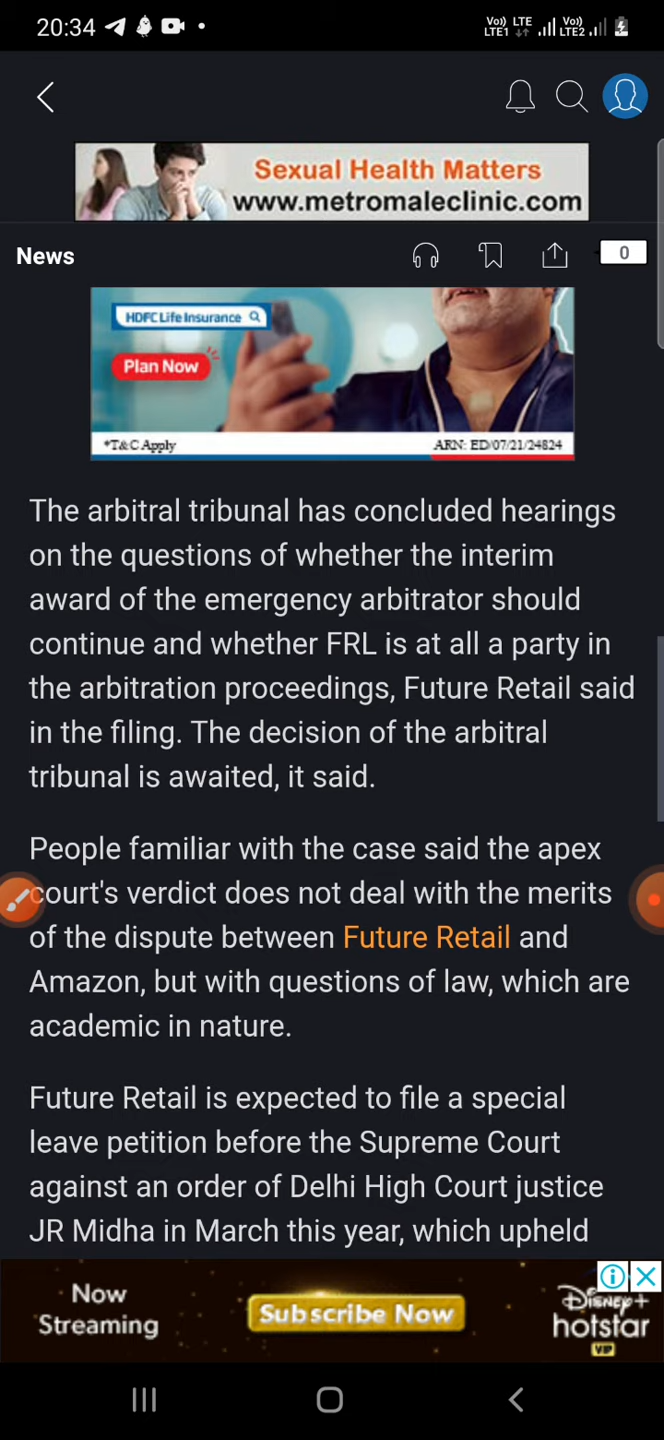 20:34
Vo) LTE Vo)
LTE1 LTE2
Sexual Health Matters
www.metromaleclinic.com
News
0
HDFC Life Insurance
Plan Now
*T&C Apply
ARN: ED/07/21/24824
The arbitral tribunal has concluded hearings
on the questions of whether the interim
award of the emergency arbitrator should
continue and whether FRL is at all a party in
the arbitration proceedings, Future Retail said
in the filing. The decision of the arbitral
tribunal is awaited, it said.
People familiar with the case said the apex
court's verdict does not deal with the merits
of the dispute between Future Retail and
Amazon, but with questions of law, which are
academic in nature.
Future Retail is expected to file a special
leave petition before the Supreme Court
against an order of Delhi High Court justice
JR Midha in March this year, which upheld
Now
Streaming
Subscribe Now
Disney+
hotstar
VIP